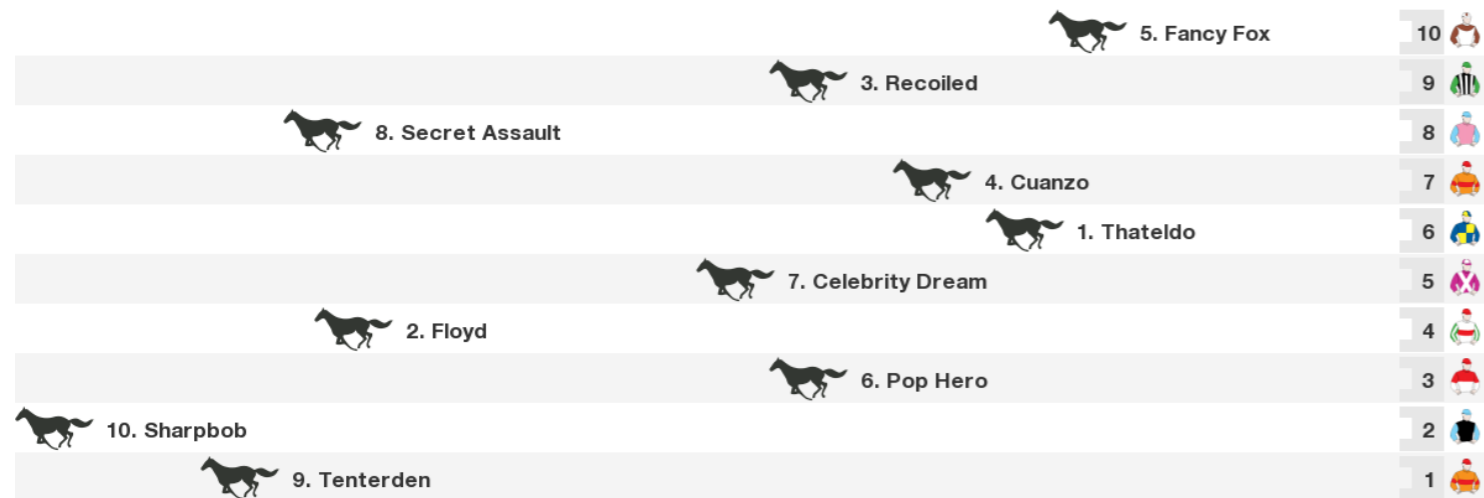 5. Fancy Fox 10
3. Recoiled 9
8. Secret Assault 8
4. Cuanzo 7
1. Thateldo 6
7. Celebrity Dream 5
2. Floyd 4
6. Pop Hero 3
10. Sharpbob 2
9. Tenterden 1